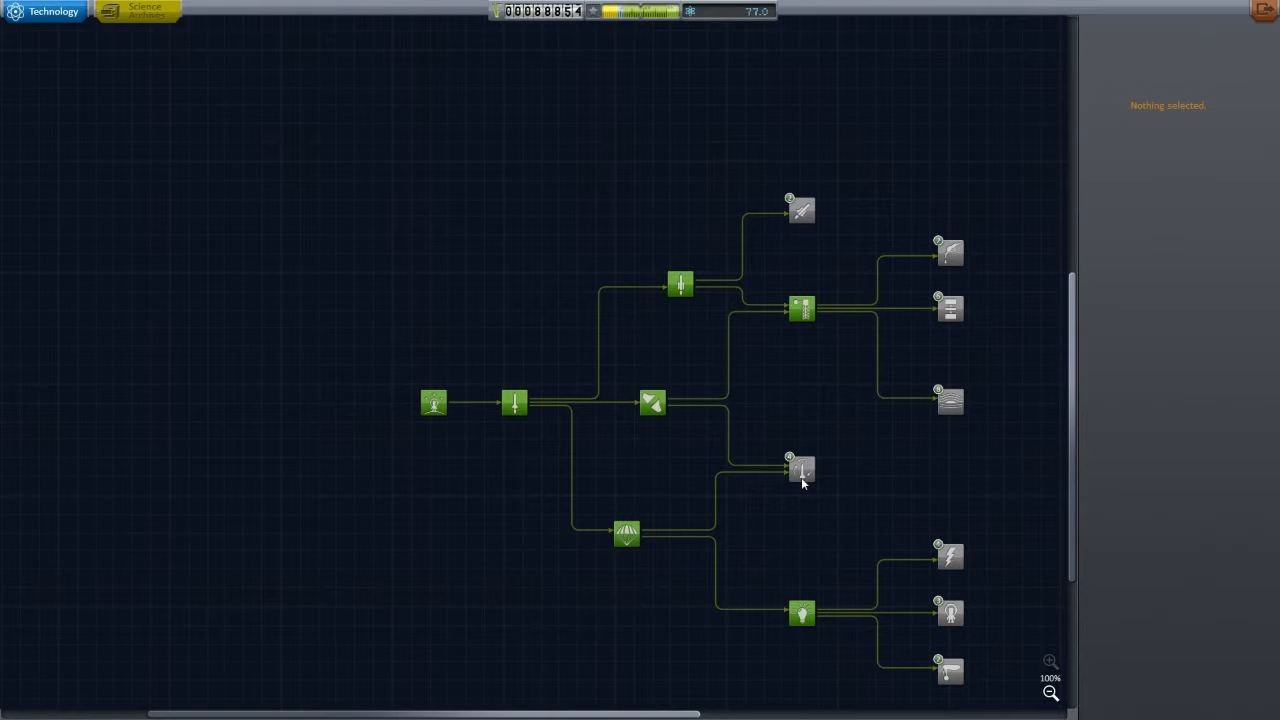 Technology
Science
Archives
00088854
77.0
Nothing selected.
100%